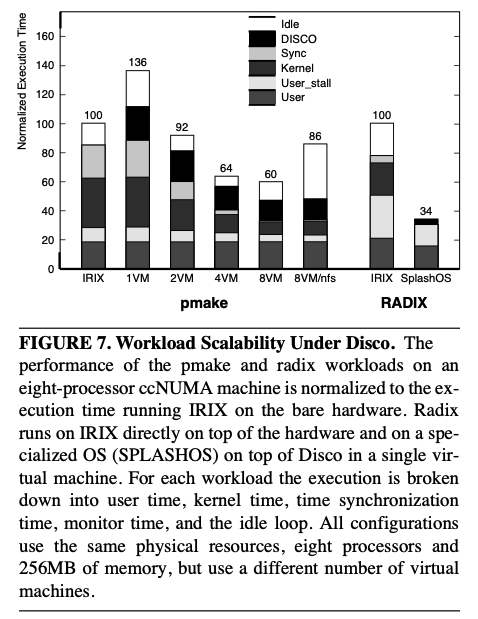 Normalized Execution Time
160
140
120
100
80
60
40
20
0
Idle
DISCO
Sync
Kernel
User_stall
User
100
136
92
64
60
86
100
34
IRIX 1VM 2VM 4VM 8VM 8VM/nfs IRIX SplashOS
pmake RADIX
FIGURE 7. Workload Scalability Under Disco. The
performance of the pmake and radix workloads on an
eight-processor ccNUMA machine is normalized to the ex-
ecution time running IRIX on the bare hardware. Radix
runs on IRIX directly on top of the hardware and on a spe-
cialized OS (SPLASHOS) on top of Disco in a single vir-
tual machine. For each workload the execution is broken
down into user time, kernel time, time synchronization
time, monitor time, and the idle loop. All configurations
use the same physical resources, eight processors and
256MB of memory, but use a different number of virtual
machines.